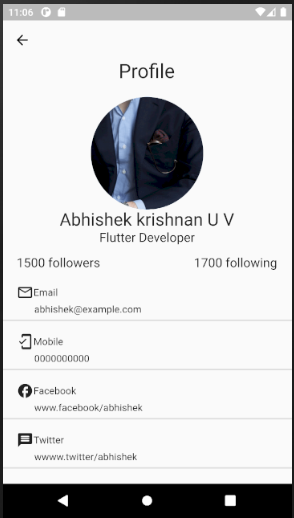 11:06
Profile
Abhishek krishnan U V
Flutter Developer
1500 followers 1700 following
Email
abhishek@example.com
Mobile
0000000000
Facebook
www.facebook/abhishek
Twitter
wwww.twitter/abhishek